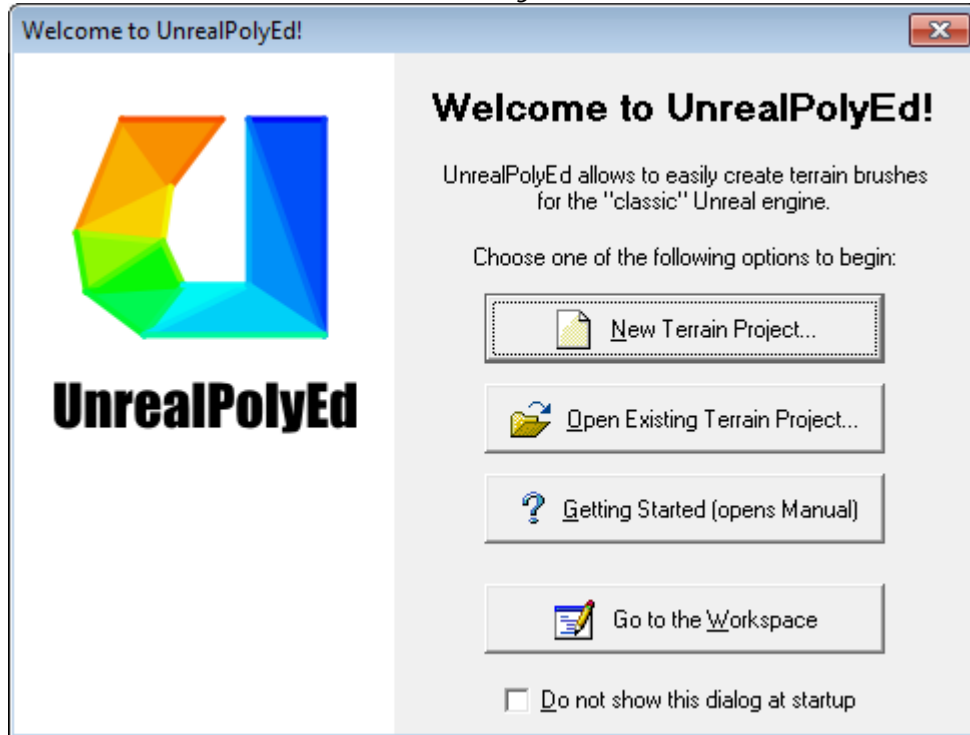 Welcome to UnrealPolyEd!
UnrealPolyEd
Welcome to UnrealPolyEd!
UnrealPolyEd allows to easily create terrain brushes
for the "classic" Unreal engine.
Choose one of the following options to begin:
New Terrain Project...
Open Existing Terrain Project...
Getting Started (opens Manual)
Go to the Workspace
Do not show this dialog at startup